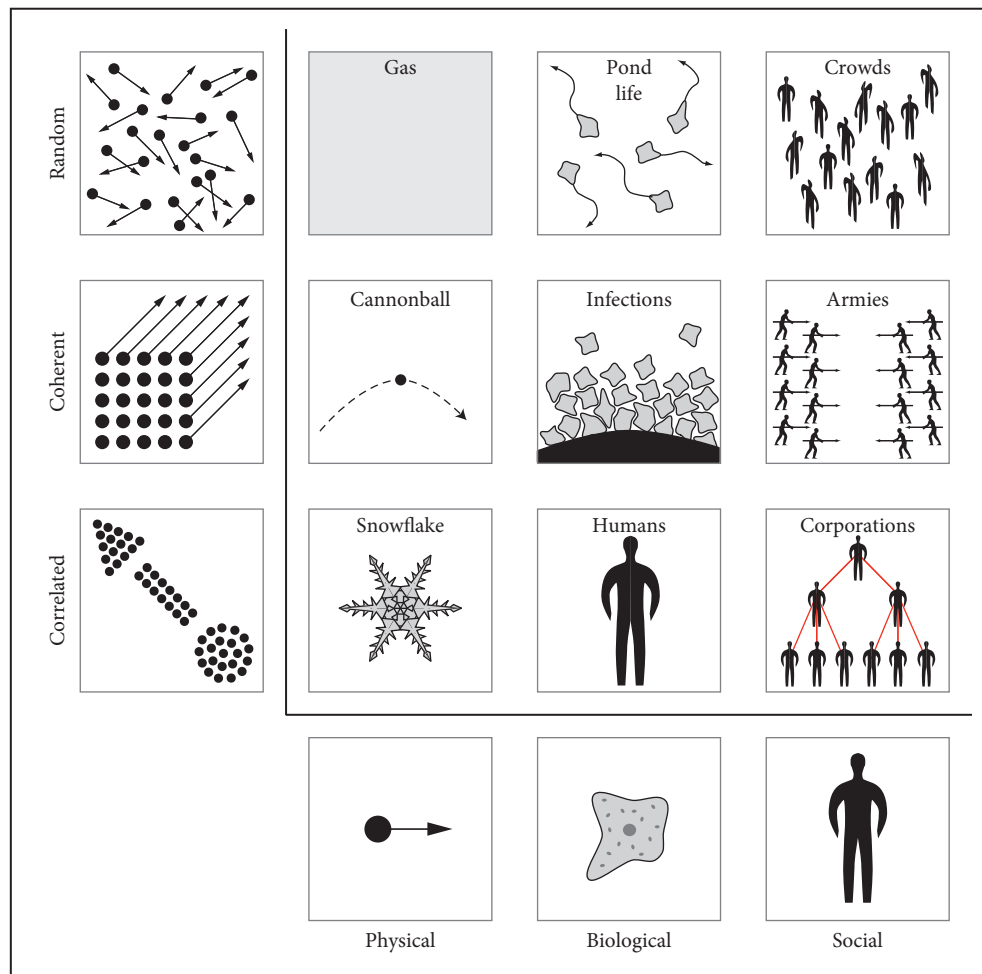 Random
Gas
Pond
life
Crowds
Coherent
Cannonball
Infections
Armies
Correlated
Snowflake
Humans
Corporations
Physical
Biological
Social